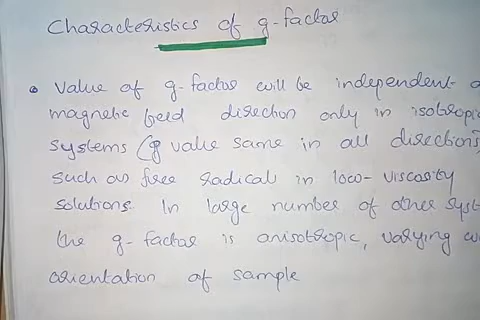 Characteristics of g-factor
Value of g-factor will be independent o
magnetic field direction only in isotropic
systems (g value same in all directions)
such as free radical in low-viscosity
solutions. In large number of other syst
the g-factor is anisotropic, varying w
orientation of sample